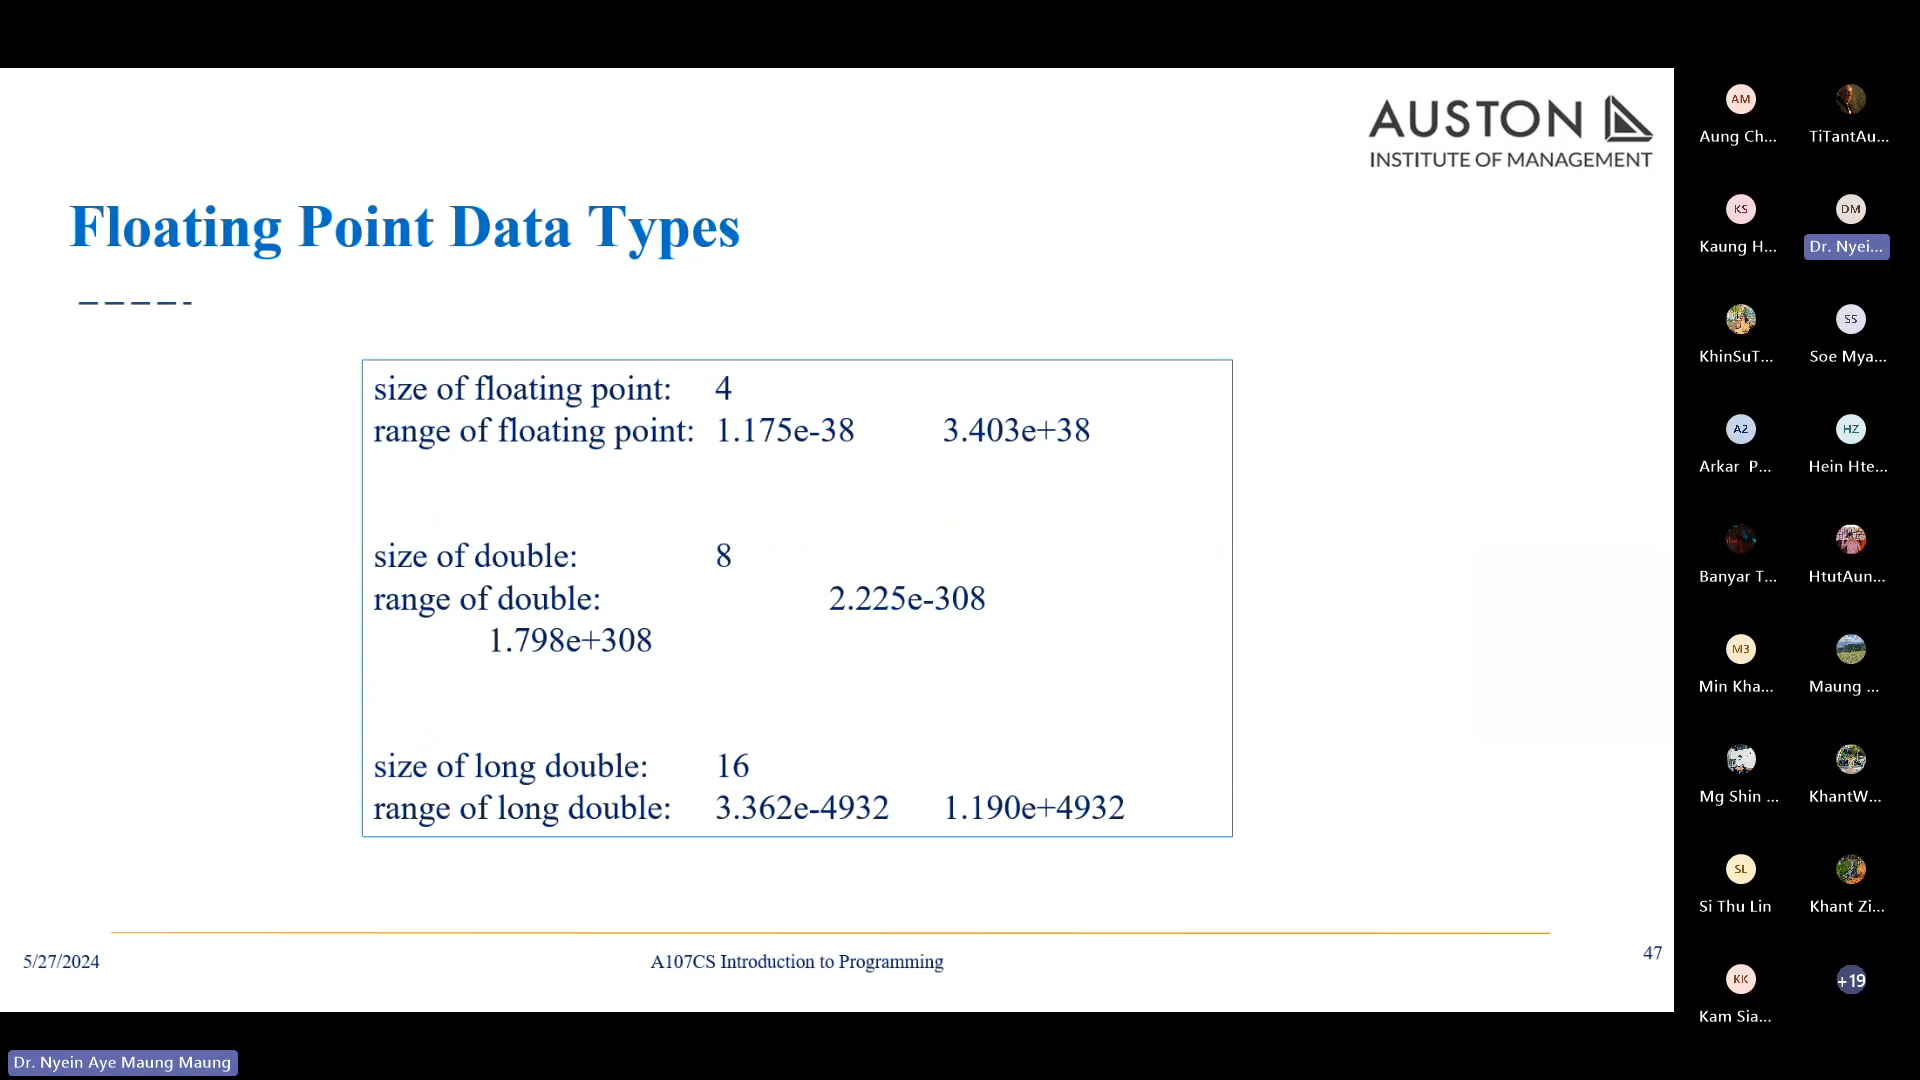 AUSTON
INSTITUTE OF MANAGEMENT
Floating Point Data Types
size of floating point: 4
range of floating point: 1.175e-38 3.403e+38
size of double: 8
range of double: 2.225e-308
1.798e+308
size of long double: 16
range of long double: 3.362e-4932 1.190e+4932
5/27/2024 A107CS Introduction to Programming 47
AM
Aung Ch... TiTantAu...
KS DM
Kaung H... Dr. Nyei...
SS
KhinSuT... Soe Mya...
A2 HZ
Arkar P... Hein Hte...
Banyar T... HtutAun...
M3
Min Kha... Maung ...
Mg Shin ... KhantW...
SL
Si Thu Lin Khant Zi...
KK +19
Kam Sia...
Dr. Nyein Aye Maung Maung